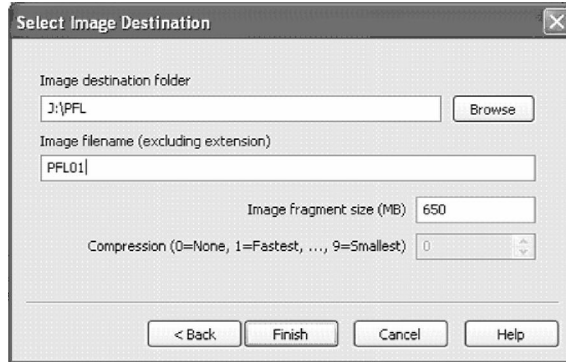 Select Image Destination
Image destination folder
J:\PFL
Browse
Image filename (excluding extension)
PFL01
Image fragment size (MB) 650
Compression (0=None, 1=Fastest, ..., 9=Smallest) 0
< Back Finish Cancel Help